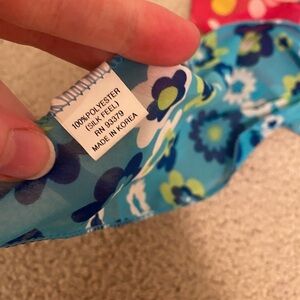 100%POLYESTER
(SILK FEEL)
RN 93379
MADE IN KOREA